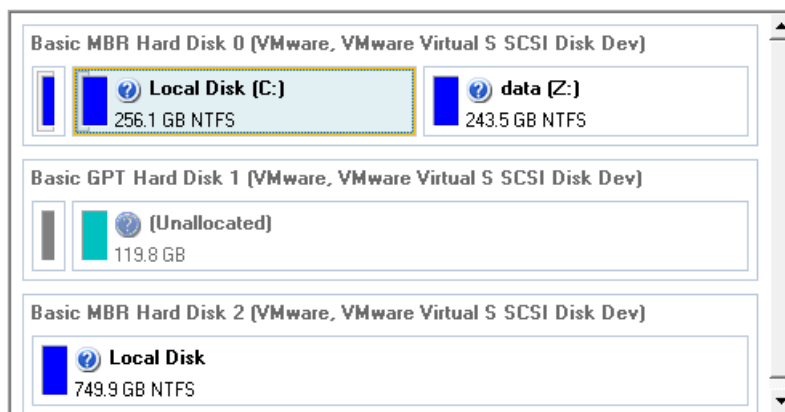 Basic MBR Hard Disk 0 (VMware, VMware Virtual S SCSI Disk Dev)
Local Disk (C:)
256.1 GB NTFS
data (Z:)
243.5 GB NTFS
Basic GPT Hard Disk 1 (VMware, VMware Virtual S SCSI Disk Dev)
(Unallocated)
119.8 GB
Basic MBR Hard Disk 2 (VMware, VMware Virtual S SCSI Disk Dev)
Local Disk
749.9 GB NTFS